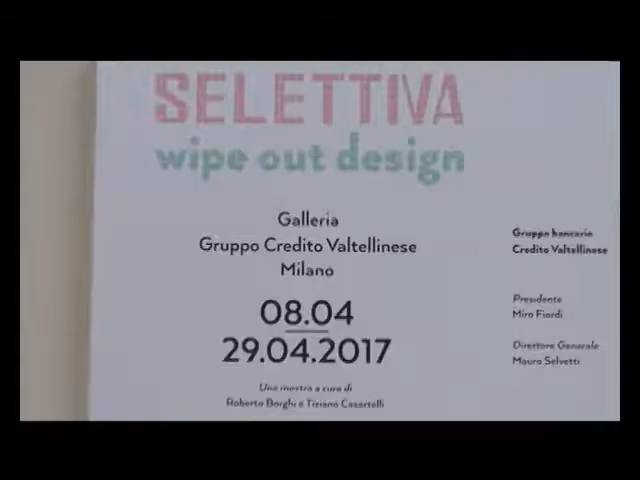 SELETTIVA
wipe out design
Galleria
Gruppo Credito Valtellinese
Milano
08.04
29.04.2017
Una mostra a cura di
Roberto Borghi e Tiziano Casartelli
Gruppo bancario
Credito Valtellinese
Presidente
Miro Fiordi
Direttore Generale
Mauro Selvetti